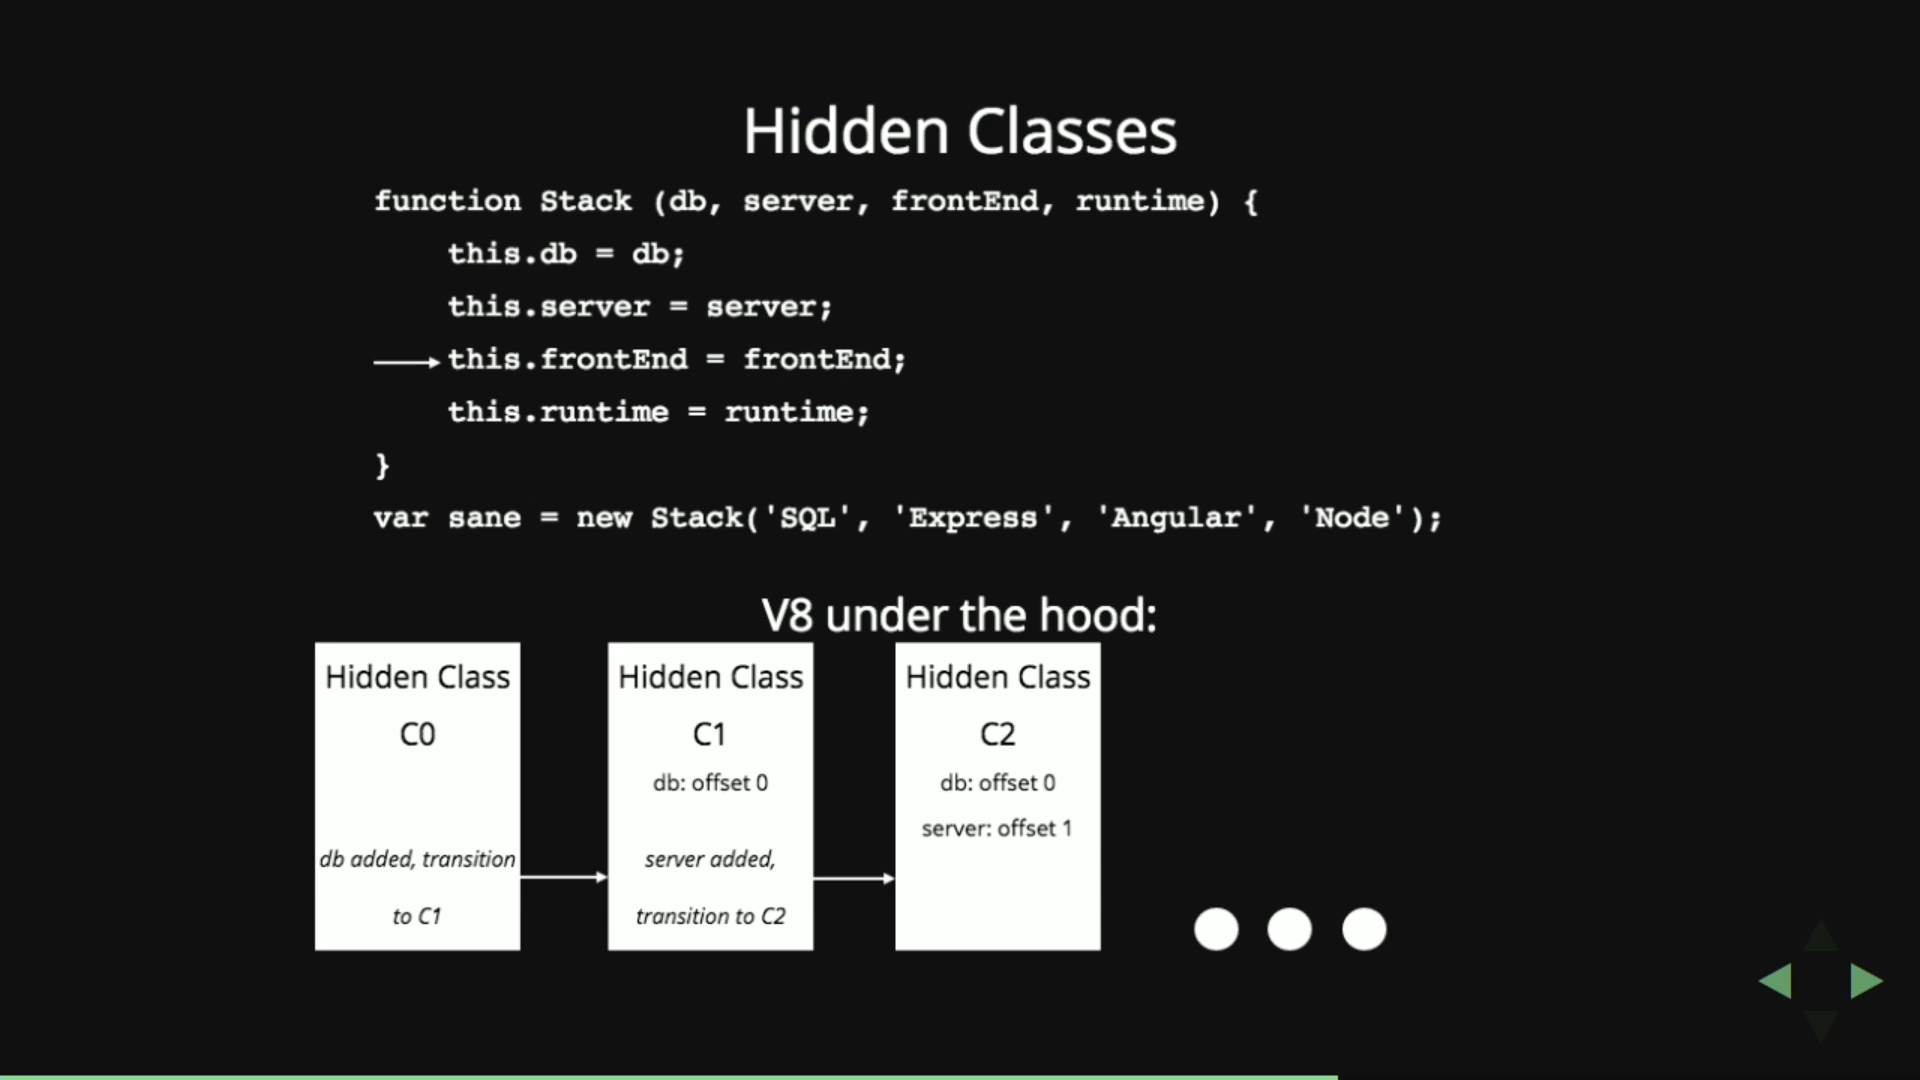 Hidden Classes
function Stack (db, server, frontEnd, runtime) {
this.db = db;
this.server = server;
this.frontEnd = frontEnd;
this.runtime = runtime;
}
var sane = new Stack('SQL', 'Express', 'Angular', 'Node');
V8 under the hood:
Hidden Class
C0
db added, transition
to C1
Hidden Class
C1
db: offset 0
server added,
transition to C2
Hidden Class
C2
db: offset 0
server: offset 1